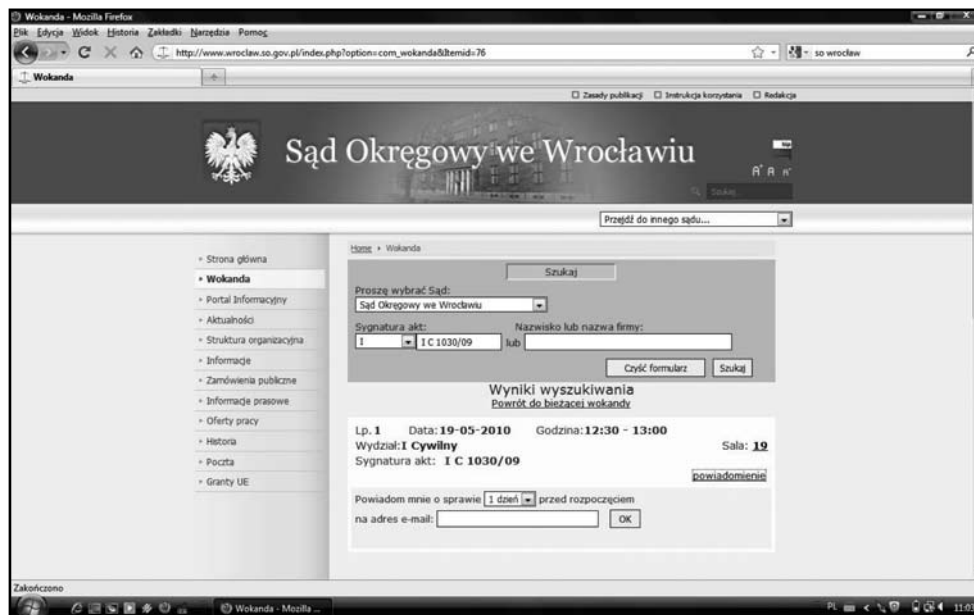 Wokanda - Mozilla Firefox
Plik Edycja Widok Historia Zakładki Narzędzia Pomoc
http://www.wroclaw.so.gov.pl/index.php?option=com_wokanda&Itemid=76
so wrocław
Wokanda
Zasady publikacji Instrukcja korzystania Redakcja
Sąd Okręgowy we Wrocławiu
A+ A A-
Szukaj...
Przejdź do innego sądu...
Home Wokanda
Strona główna
Wokanda
Portal Informacyjny
Aktualności
Struktura organizacyjna
Informacje
Zamówienia publiczne
Informacje prasowe
Oferty pracy
Historia
Poczta
Granty UE
Szukaj
Proszę wybrać Sąd:
Sąd Okręgowy we Wrocławiu
Sygnatura akt: Nazwisko lub nazwa firmy:
I I C 1030/09 lub
Czyść formularz Szukaj
Wyniki wyszukiwania
Powrót do bieżacej wokandy
Lp. 1 Data: 19-05-2010 Godzina: 12:30 - 13:00
Wydział: I Cywilny Sala: 19
Sygnatura akt: I C 1030/09
powiadomienie
Powiadom mnie o sprawie 1 dzień przed rozpoczęciem
na adres e-mail: OK
Zakończono
Wokanda - Mozilla ...
PL